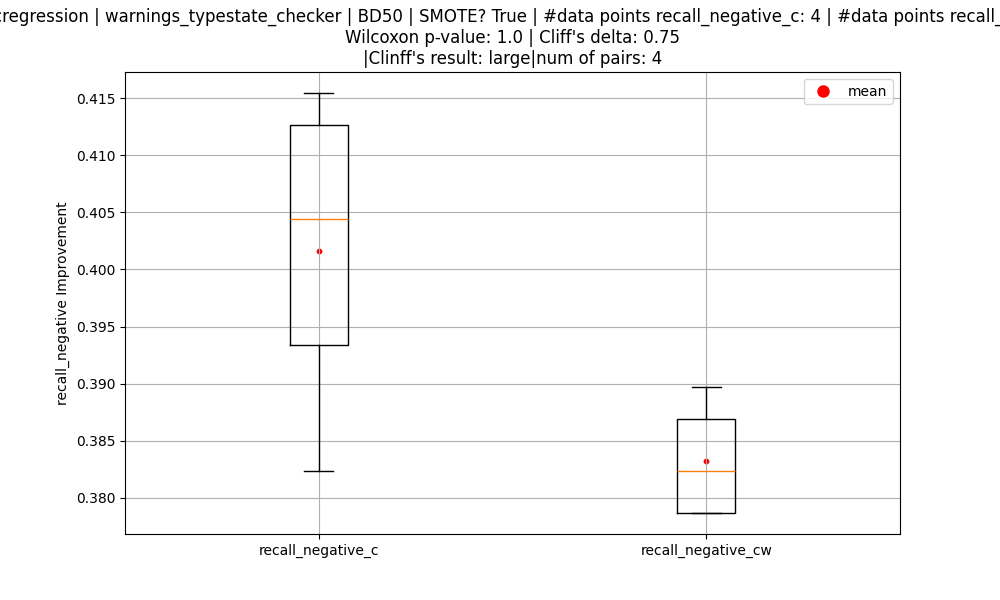 regression | warnings_typestate_checker | BD50 | SMOTE? True | #data points recall_negative_c: 4 | #data points recall_
Wilcoxon p-value: 1.0 | Cliff's delta: 0.75
|Clinff's result: large|num of pairs: 4
mean
0.415
0.410
0.405
0.400
0.395
0.390
0.385
0.380
recall_negative Improvement
recall_negative_c
recall_negative_cw